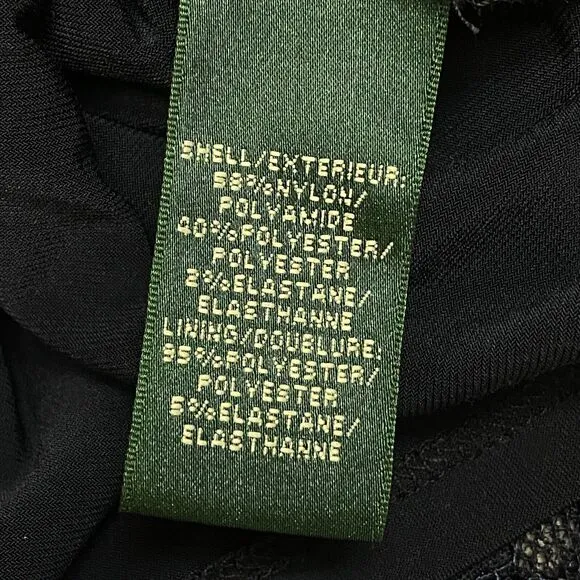 SHELL/EXTERIEUR:
58%NYLON/
POLYAMIDE
40%POLYESTER/
POLYESTER
2%ELASTANE/
ELASTHANNE
LINING/DOUBLURE:
95%POLYESTER/
POLYESTER
5%ELASTANE/
ELASTHANNE